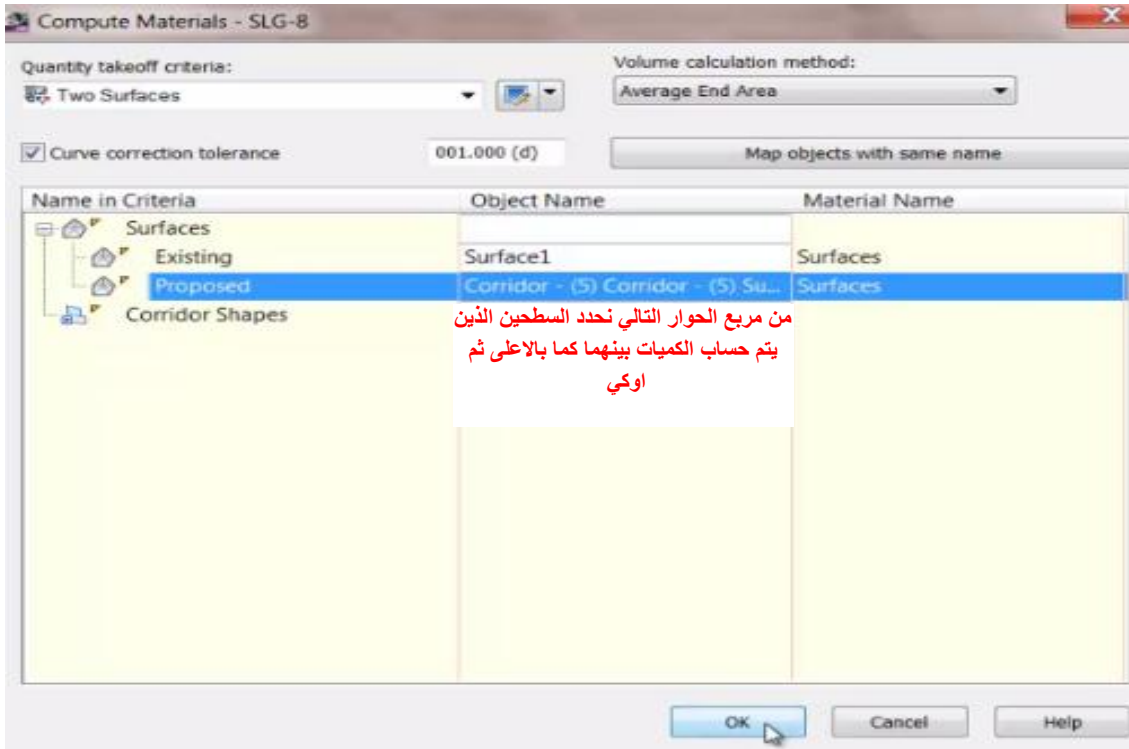 Compute Materials - SLG-8
Quantity takeoff criteria:
Volume calculation method:
Two Surfaces
Average End Area
Curve correction tolerance
001.000 (d)
Map objects with same name
Name in Criteria
Object Name
Material Name
Surfaces
Existing
Surface1
Surfaces
Proposed
Corridor - (5) Corridor - (5) Su...
Surfaces
Corridor Shapes
من مربع الحوار التالي نحدد السطحين الذين
يتم حساب الكميات بينهما كما بالاعلى ثم
اوكي
OK
Cancel
Help